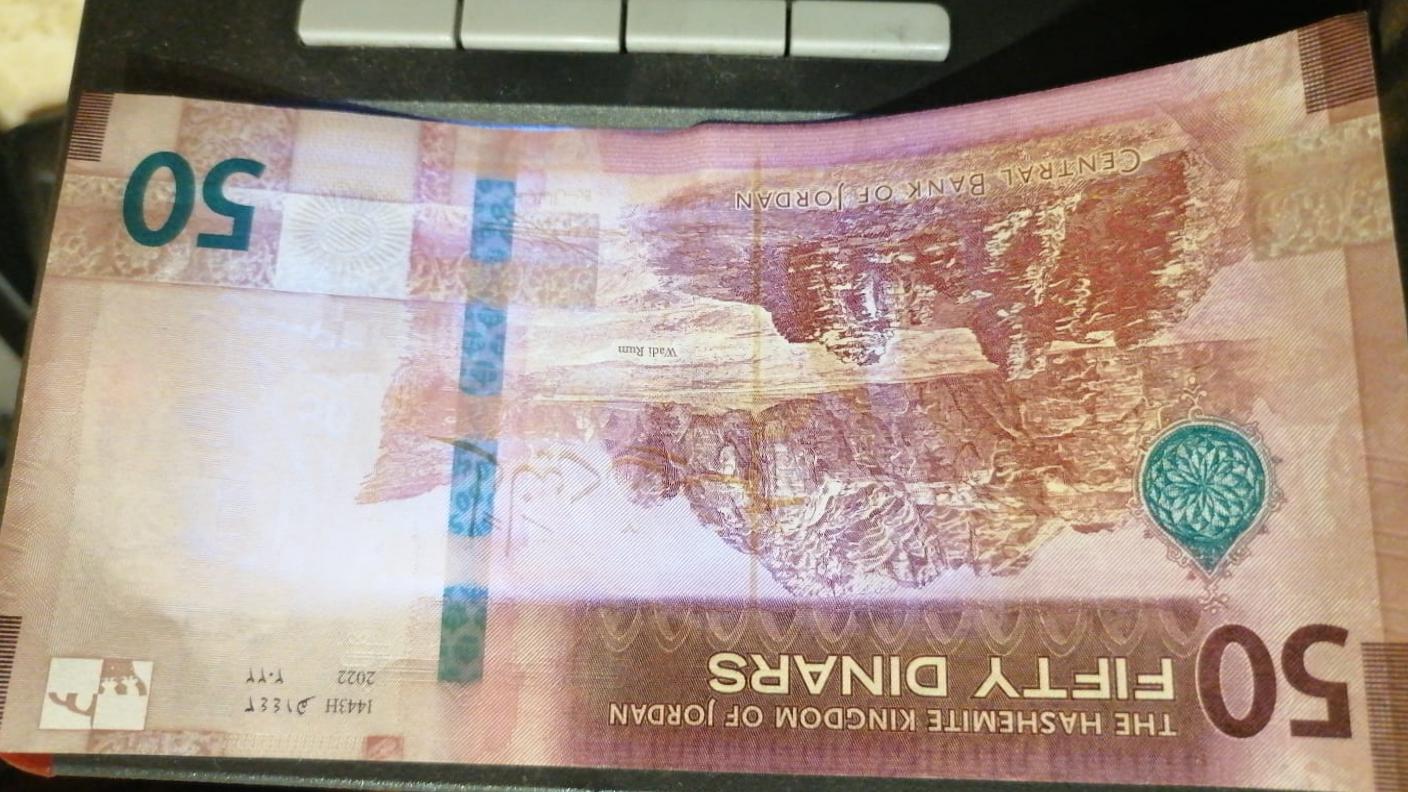 50
THE HASHEMITE KINGDOM OF JORDAN
FIFTY DINARS
1443H ١٤٤٣هـ
2022 ٢٠٢٢
Wadi Rum
CENTRAL BANK OF JORDAN
50